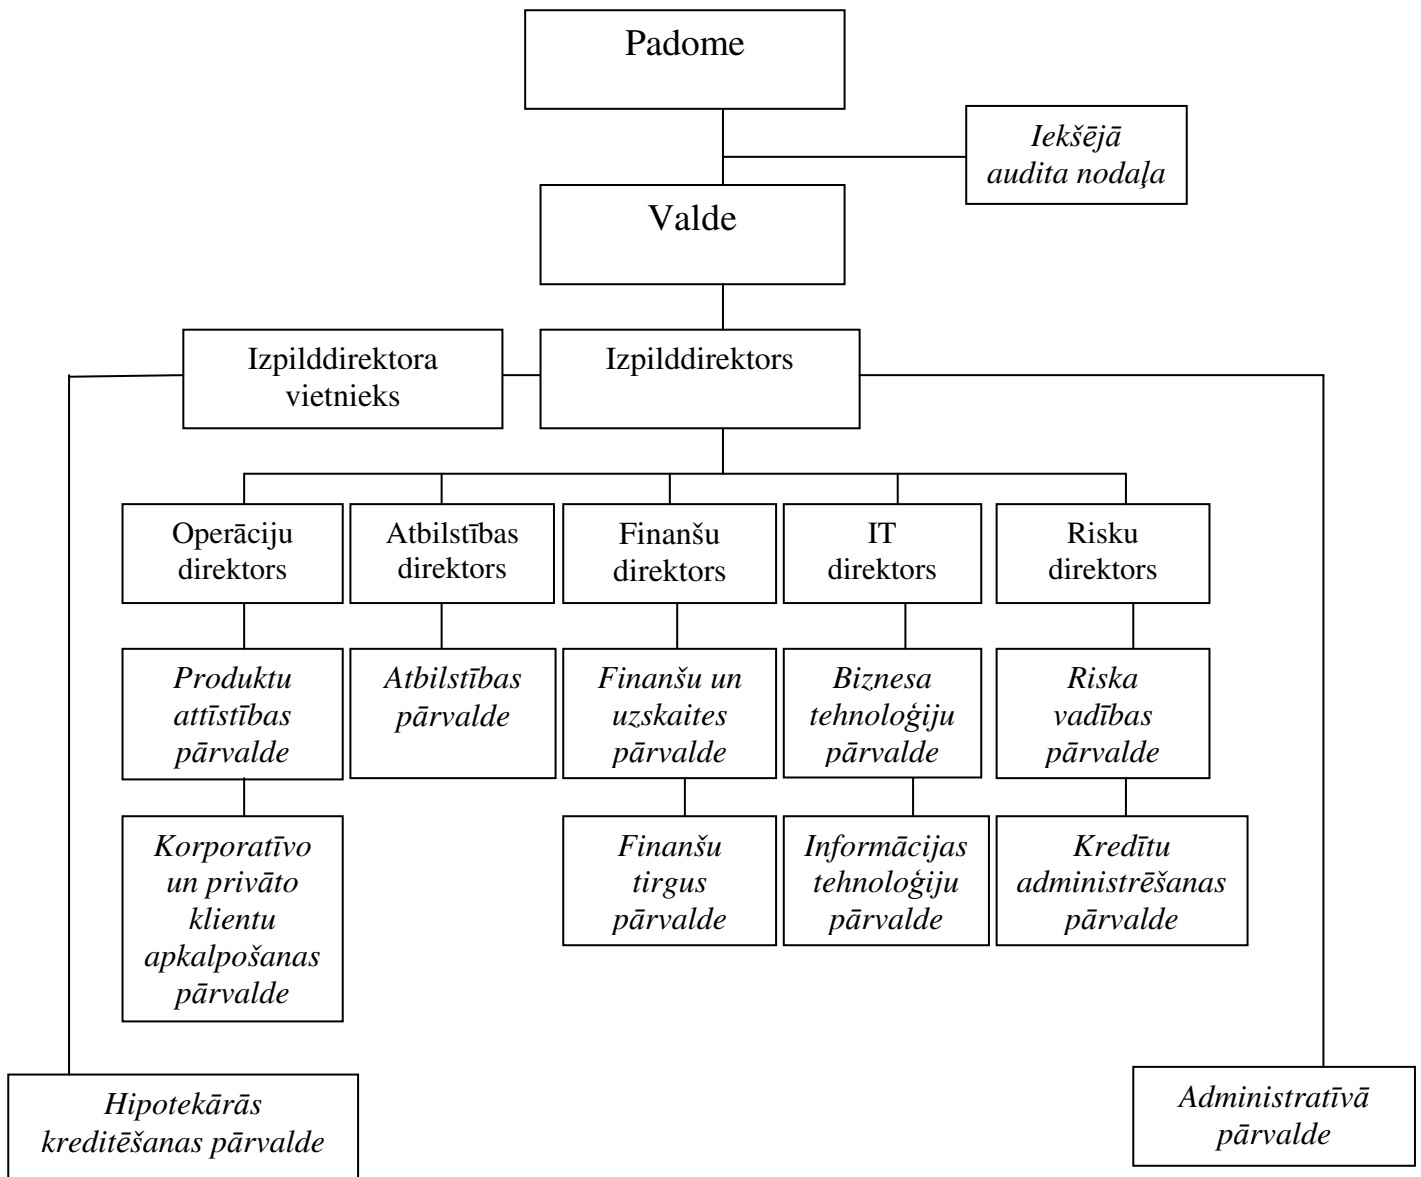 Padome
Iekšējā
audita nodaļa
Valde
Izpilddirektora
vietnieks
Izpilddirektors
Operāciju
direktors
Atbilstības
direktors
Finanšu
direktors
IT
direktors
Risku
direktors
Produktu
attīstības
pārvalde
Atbilstības
pārvalde
Finanšu un
uzskaites
pārvalde
Biznesa
tehnoloģiju
pārvalde
Riska
vadības
pārvalde
Korporatīvo
un privāto
klientu
apkalpošanas
pārvalde
Finanšu
tirgus
pārvalde
Informācijas
tehnoloģiju
pārvalde
Kredītu
administrēšanas
pārvalde
Hipotekārās
kreditēšanas pārvalde
Administratīvā
pārvalde